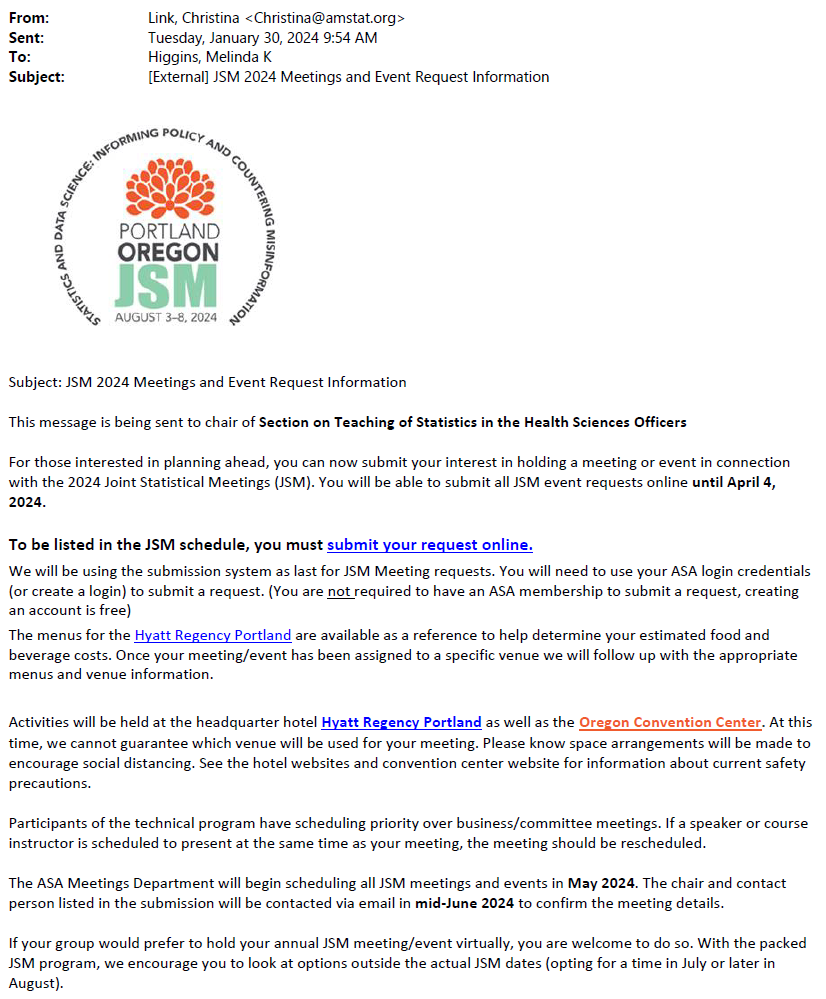 From: Link, Christina <Christina@amstat.org>
Sent: Tuesday, January 30, 2024 9:54 AM
To: Higgins, Melinda K
Subject: [External] JSM 2024 Meetings and Event Request Information
STATISTICS AND DATA SCIENCE: INFORMING POLICY AND COUNTERING MISINFORMATION
PORTLAND
OREGON
JSM
AUGUST 3–8, 2024
Subject: JSM 2024 Meetings and Event Request Information
This message is being sent to chair of Section on Teaching of Statistics in the Health Sciences Officers
For those interested in planning ahead, you can now submit your interest in holding a meeting or event in connection
with the 2024 Joint Statistical Meetings (JSM). You will be able to submit all JSM event requests online until April 4,
2024.
To be listed in the JSM schedule, you must submit your request online.
We will be using the submission system as last for JSM Meeting requests. You will need to use your ASA login credentials
(or create a login) to submit a request. (You are not required to have an ASA membership to submit a request, creating
an account is free)
The menus for the Hyatt Regency Portland are available as a reference to help determine your estimated food and
beverage costs. Once your meeting/event has been assigned to a specific venue we will follow up with the appropriate
menus and venue information.
Activities will be held at the headquarter hotel Hyatt Regency Portland as well as the Oregon Convention Center. At this
time, we cannot guarantee which venue will be used for your meeting. Please know space arrangements will be made to
encourage social distancing. See the hotel websites and convention center website for information about current safety
precautions.
Participants of the technical program have scheduling priority over business/committee meetings. If a speaker or course
instructor is scheduled to present at the same time as your meeting, the meeting should be rescheduled.
The ASA Meetings Department will begin scheduling all JSM meetings and events in May 2024. The chair and contact
person listed in the submission will be contacted via email in mid-June 2024 to confirm the meeting details.
If your group would prefer to hold your annual JSM meeting/event virtually, you are welcome to do so. With the packed
JSM program, we encourage you to look at options outside the actual JSM dates (opting for a time in July or later in
August).